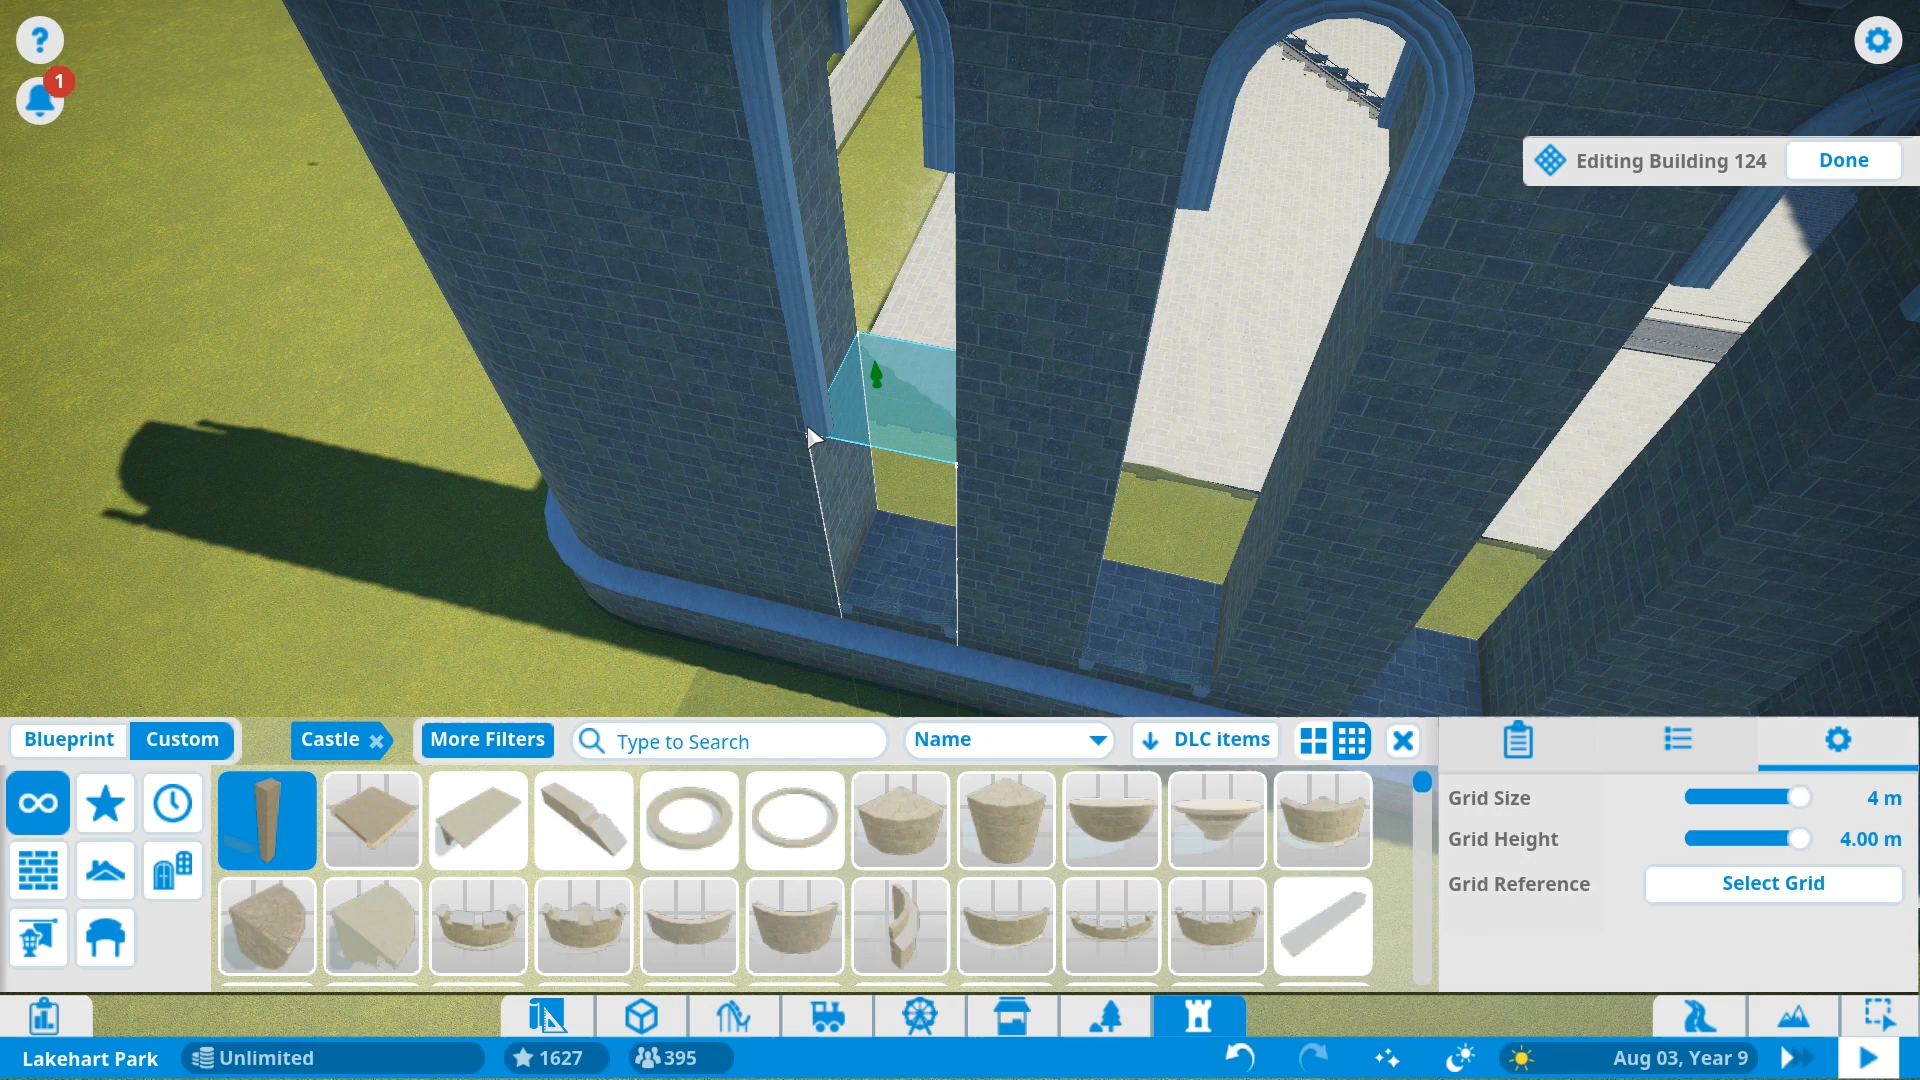 ?
1
Editing Building 124
Done
Blueprint
Custom
Castle
More Filters
Type to Search
Name
DLC items
Grid Size
4 m
Grid Height
4.00 m
Grid Reference
Select Grid
Lakehart Park
Unlimited
1627
395
Aug 03, Year 9